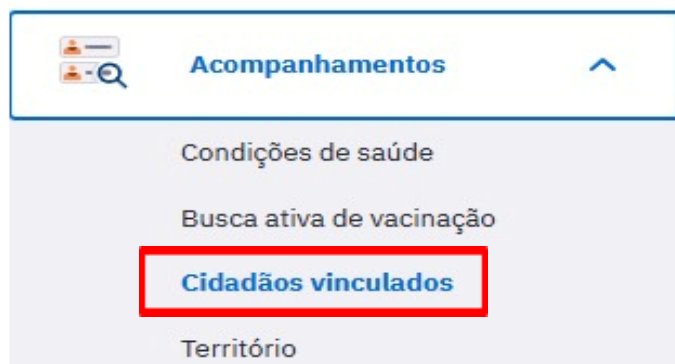 Acompanhamentos
Condições de saúde
Busca ativa de vacinação
Cidadãos vinculados
Território